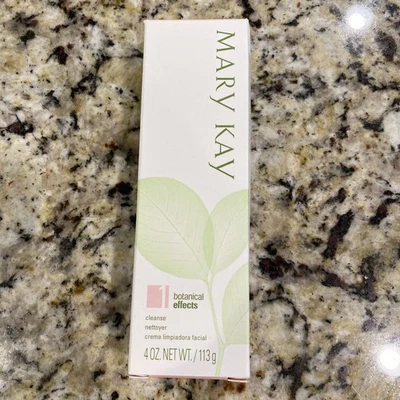 MARY KAY
1
botanical
effects
cleanse
nettoyer
crema limpiadora facial
4 OZ. NET WT. / 113 g